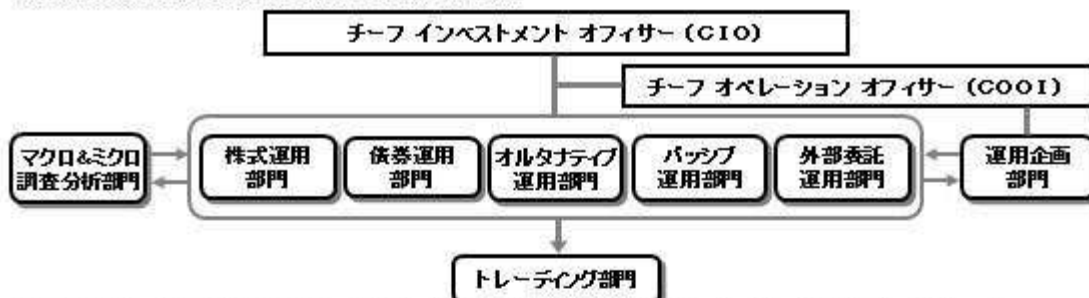 チーフ インベストメント オフィサー (CIO)
チーフ オペレーション オフィサー (COOI)
マクロ&ミクロ
調査分析部門
株式運用
部門
債券運用
部門
オルタナティブ
運用部門
パッシブ
運用部門
外部委託
運用部門
運用企画
部門
トレーディング部門